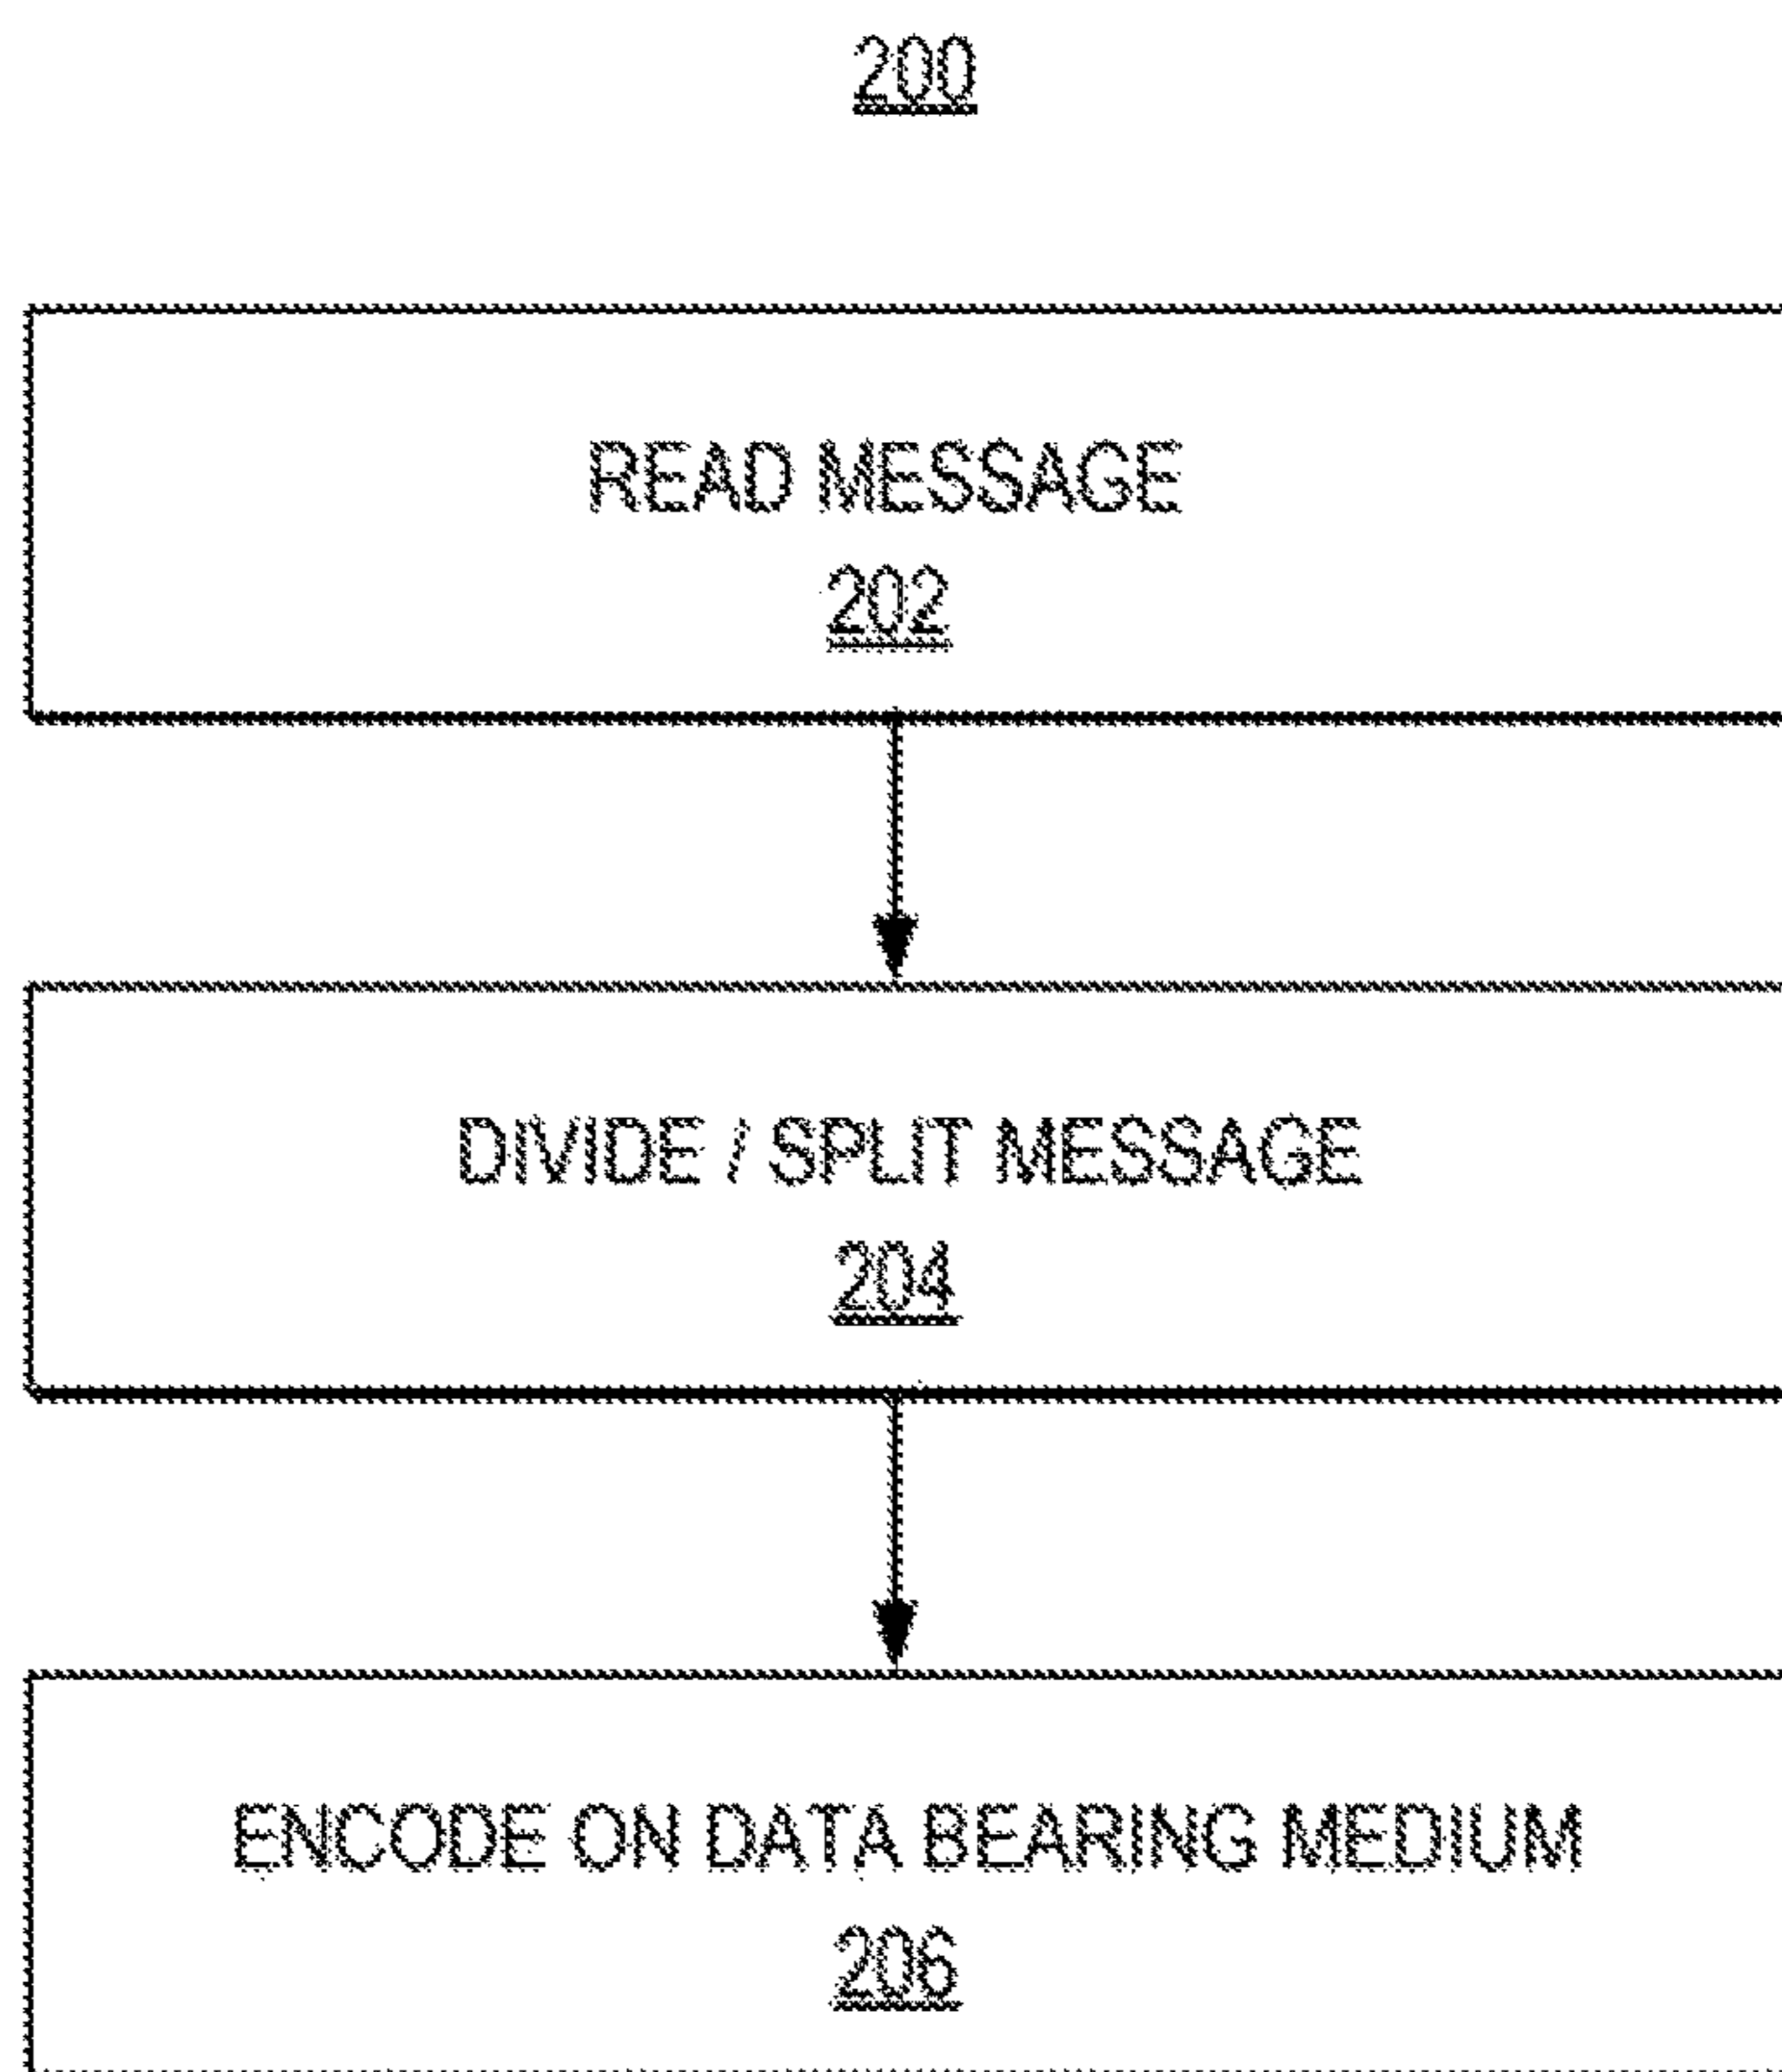 200
READ MESSAGE
202
DIVIDE / SPLIT MESSAGE
204
ENCODE ON DATA BEARING MEDIUM
206